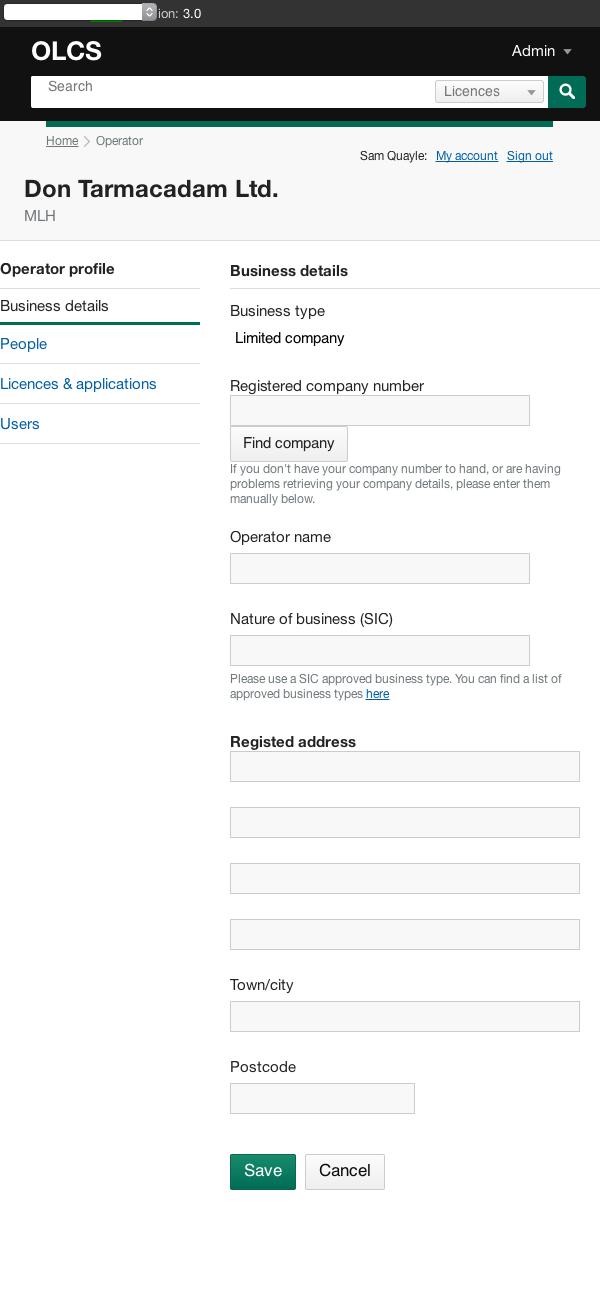 ion: 3.0
OLCS
Admin
Search
Licences
Home Operator
Sam Quayle: My account Sign out
Don Tarmacadam Ltd.
MLH
Operator profile
Business details
People
Licences & applications
Users
Business details
Business type
Limited company
Registered company number
Find company
If you don't have your company number to hand, or are having
problems retrieving your company details, please enter them
manually below.
Operator name
Nature of business (SIC)
Please use a SIC approved business type. You can find a list of
approved business types here
Registed address
Town/city
Postcode
Save Cancel